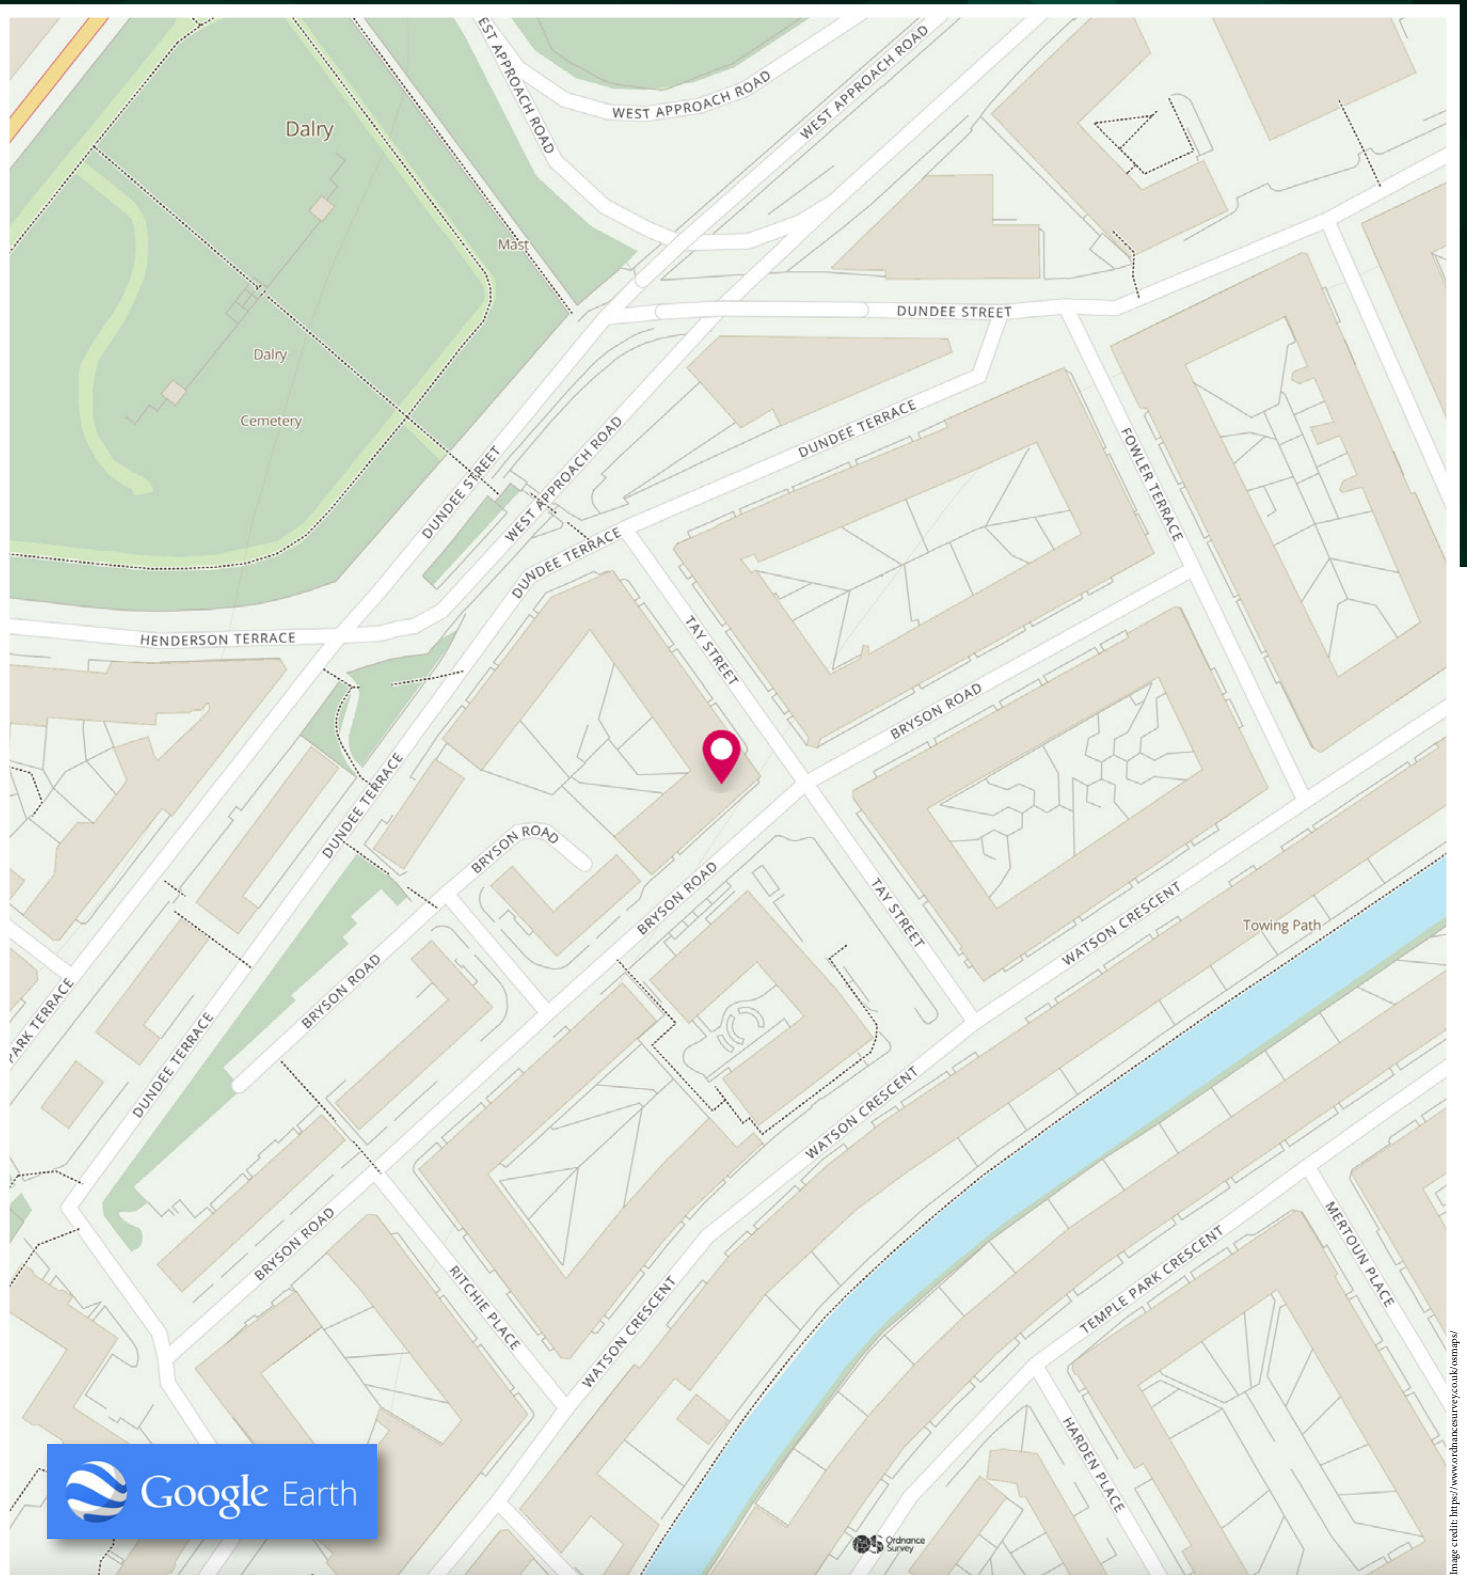 EST APPROACH ROAD
WEST APPROACH ROAD
WEST APPROACH ROAD
Dalry
Mast
DUNDEE STREET
Dalry
Cemetery
DUNDEE TERRACE
WEST APPROACH ROAD
DUNDEE STREET
FOWLER TERRACE
DUNDEE TERRACE
HENDERSON TERRACE
TAY STREET
BRYSON ROAD
DUNDEE TERRACE
BRYSON ROAD
BRYSON ROAD
TAY STREET
WATSON CRESCENT
Towing Path
BRYSON ROAD
PARK TERRACE
DUNDEE TERRACE
WATSON CRESCENT
BRYSON ROAD
RITCHIE PLACE
WATSON CRESCENT
TEMPLE PARK CRESCENT
MERTOUN PLACE
HARDEN PLACE
Google Earth
OS Ordnance
Survey
Image credit: https://www.ordnancesurvey.co.uk/osmaps/